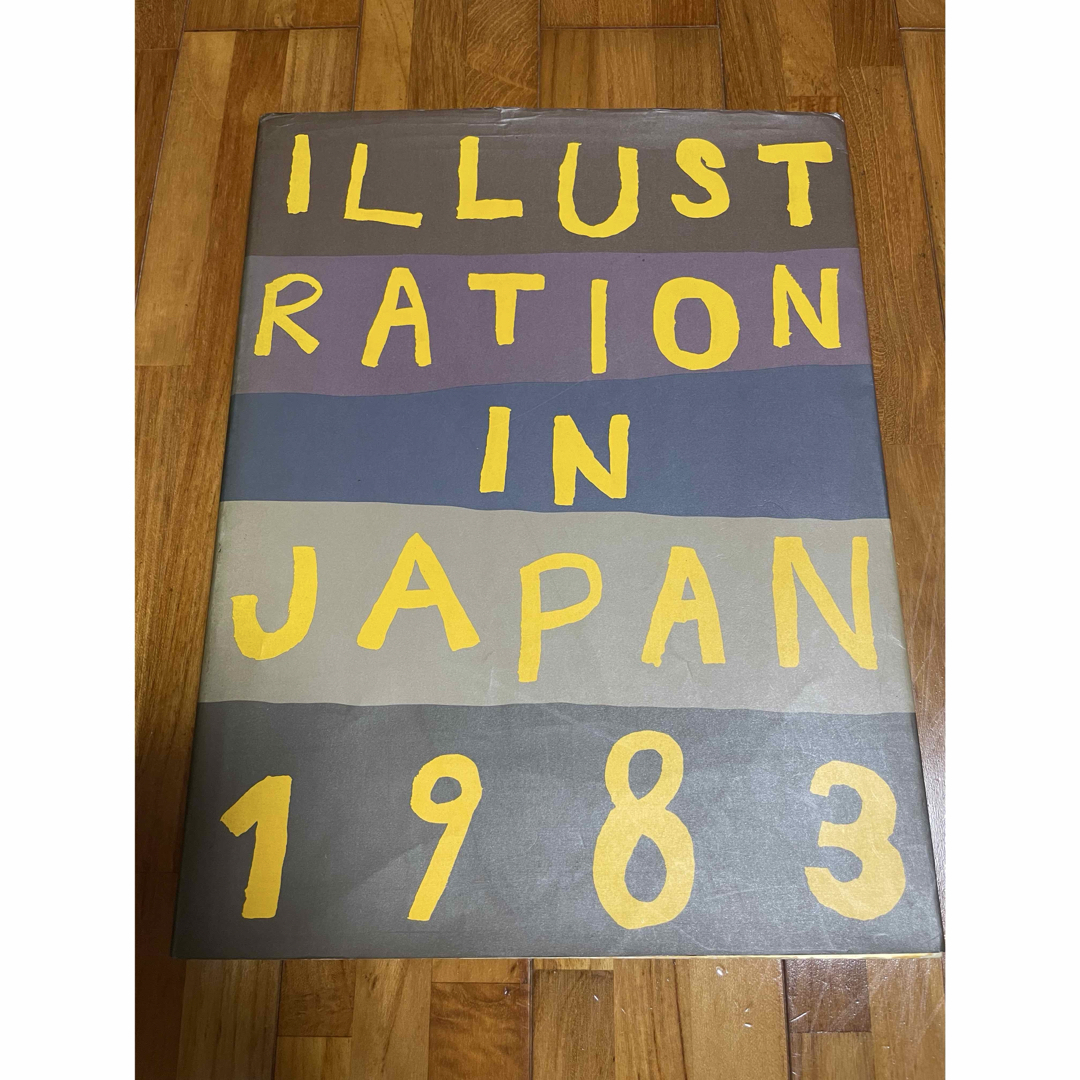 ILLUST
RATION
IN
JAPAN
1983